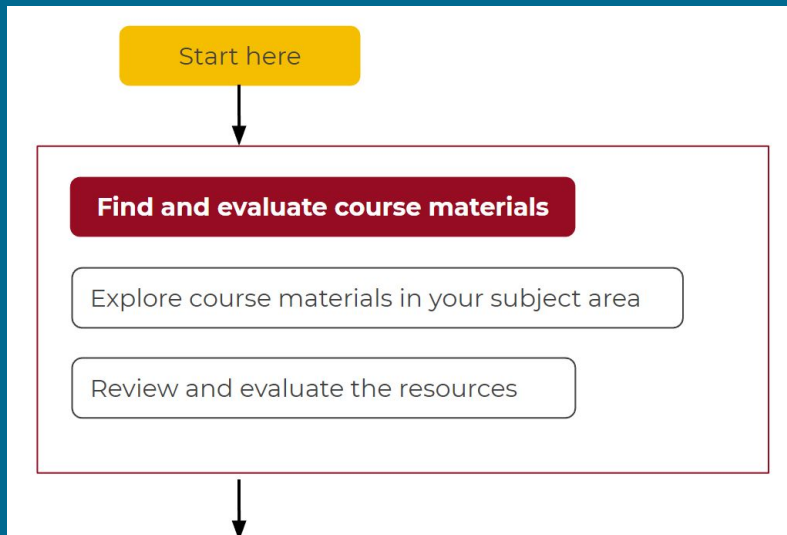 Start here
Find and evaluate course materials
Explore course materials in your subject area
Review and evaluate the resources